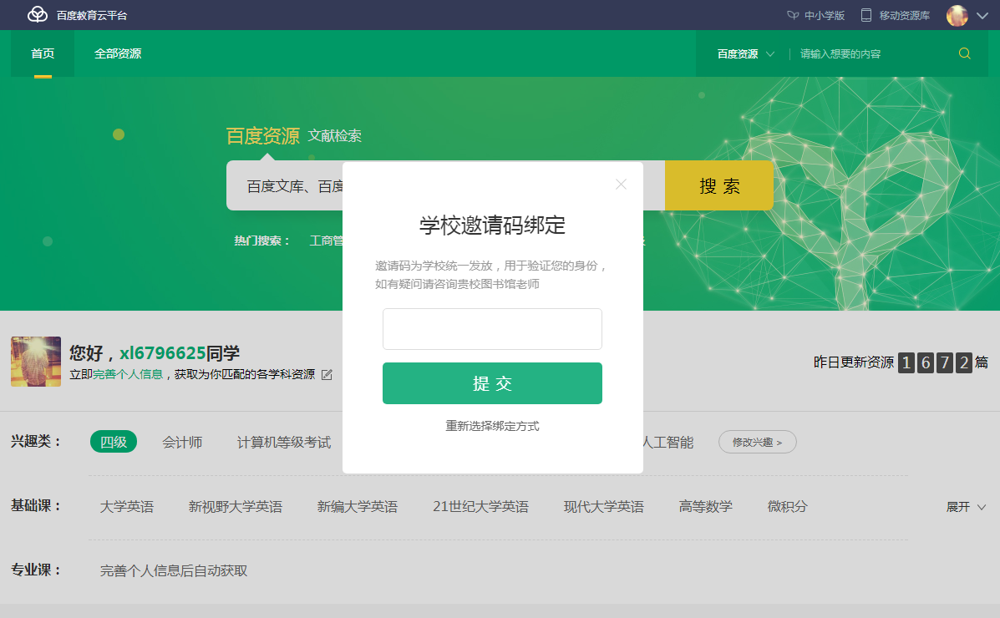 百度教育云平台
中小学版
移动资源库
首页
全部资源
百度资源
请输入想要的内容
百度资源
文献检索
百度文库、百度
搜 索
热门搜索：
工商管
学校邀请码绑定
邀请码为学校统一发放，用于验证您的身份，
如有疑问请咨询贵校图书馆老师
提 交
重新选择绑定方式
您好，xl6796625同学
立即完善个人信息，获取为你匹配的各学科资源
昨日更新资源 1 6 7 2 篇
兴趣类：
四级
会计师
计算机等级考试
人工智能
修改兴趣 >
基础课：
大学英语
新视野大学英语
新编大学英语
21世纪大学英语
现代大学英语
高等数学
微积分
展开
专业课：
完善个人信息后自动获取